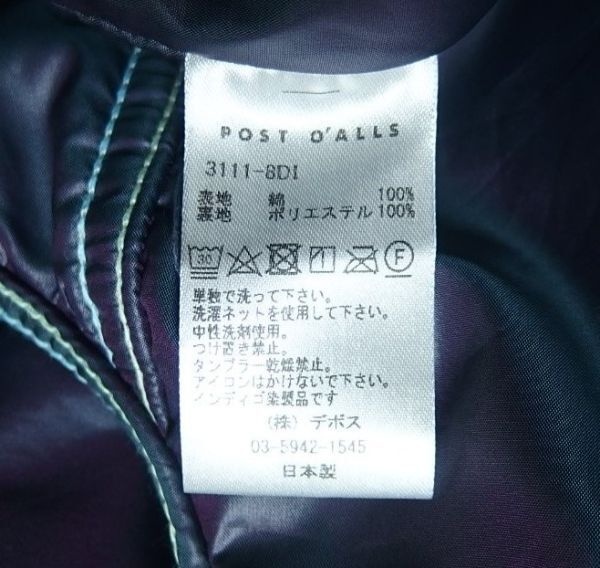 POST O'ALLS
3111-8DI
表地 綿 100%
裏地 ポリエステル 100%
30 F
単独で洗って下さい。
洗濯ネットを使用して下さい。
中性洗剤使用。
つけ置き禁止。
タンブラー乾燥禁止。
アイロンはかけないで下さい。
インディゴ染製品です
(株) デボス
03-5942-1545
日本製